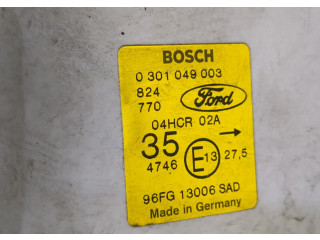 BOSCH
0 301 049 003
824
770
Ford
04HCR 02A
35
4746
E 13 27,5
96FG 13006 SAD
Made in Germany